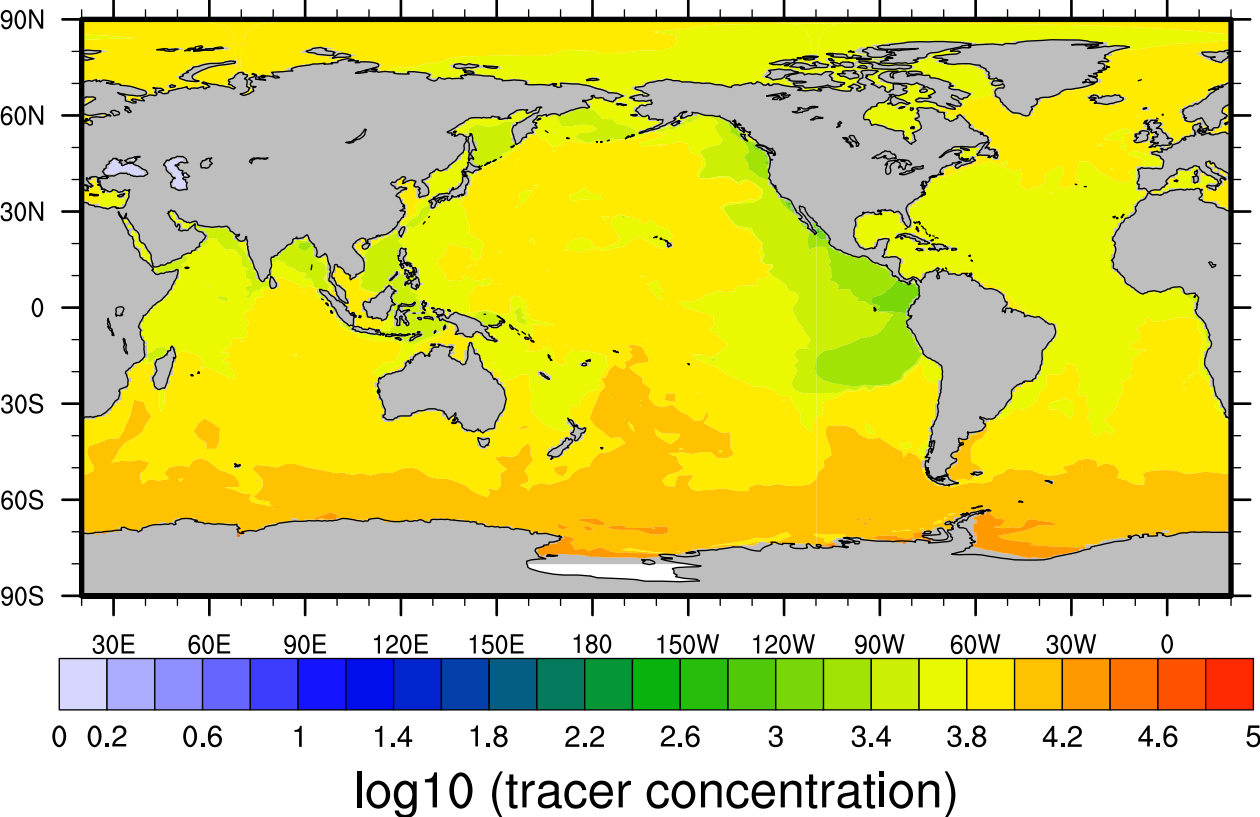 90N
60N
30N
0
30S
60S
90S
30E 60E 90E 120E 150E 180 150W 120W 90W 60W 30W 0
0 0.2 0.6 1 1.4 1.8 2.2 2.6 3 3.4 3.8 4.2 4.6 5
log10 (tracer concentration)